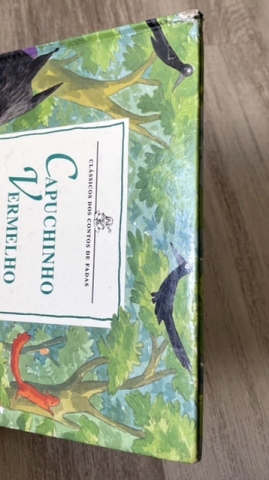 CLÁSSICOS DOS CONTOS DE FADAS
CAPUCHINHO
VERMELHO